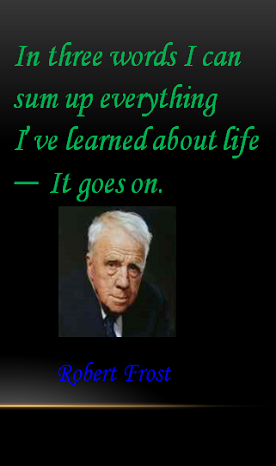 In three words I can
sum up everything
I've learned about life
— It goes on.
Robert Frost